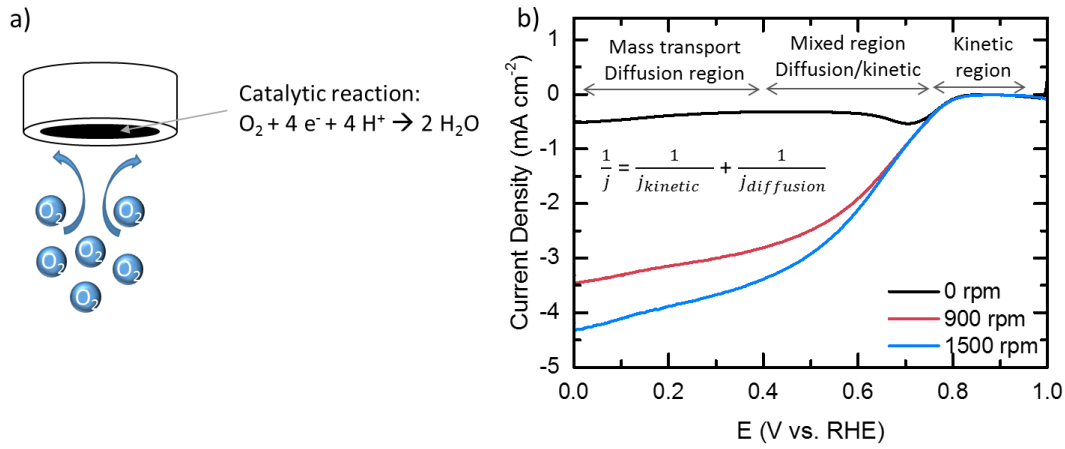 a)
Catalytic reaction:
O₂ + 4 e⁻ + 4 H⁺ → 2 H₂O
O₂
O₂
O₂
O₂
O₂
O₂
b)
Mass transport
Diffusion region
Mixed region
Diffusion/kinetic
Kinetic
region
1/j = 1/j_kinetic + 1/j_diffusion
Current Density (mA cm⁻²)
1
0
-1
-2
-3
-4
-5
0 rpm
900 rpm
1500 rpm
0.0 0.2 0.4 0.6 0.8 1.0
E (V vs. RHE)